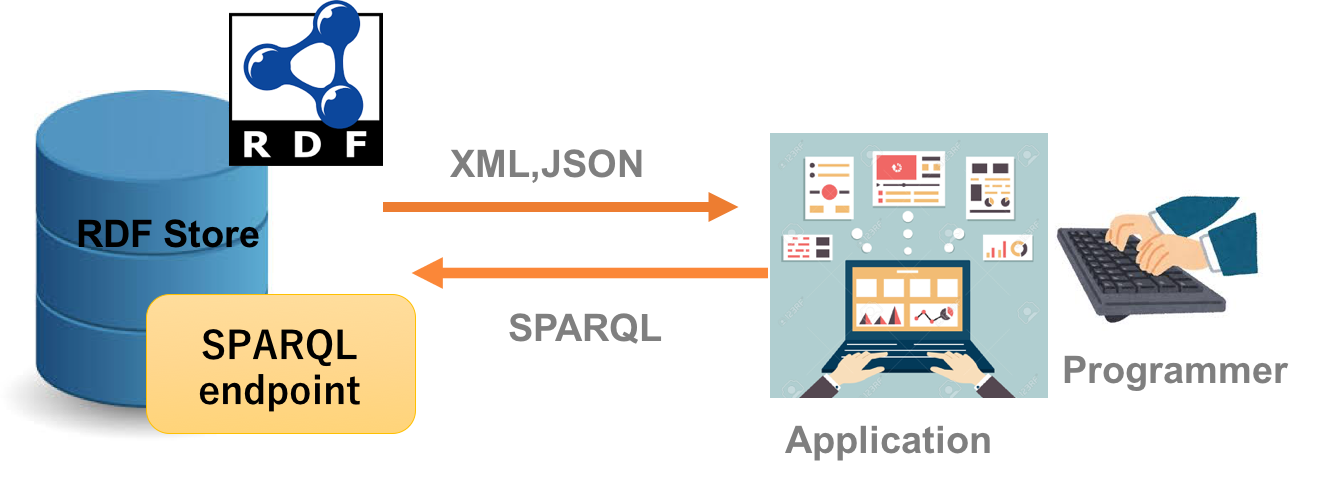 RDF
XML,JSON
RDF Store
SPARQL
endpoint
SPARQL
Programmer
Application